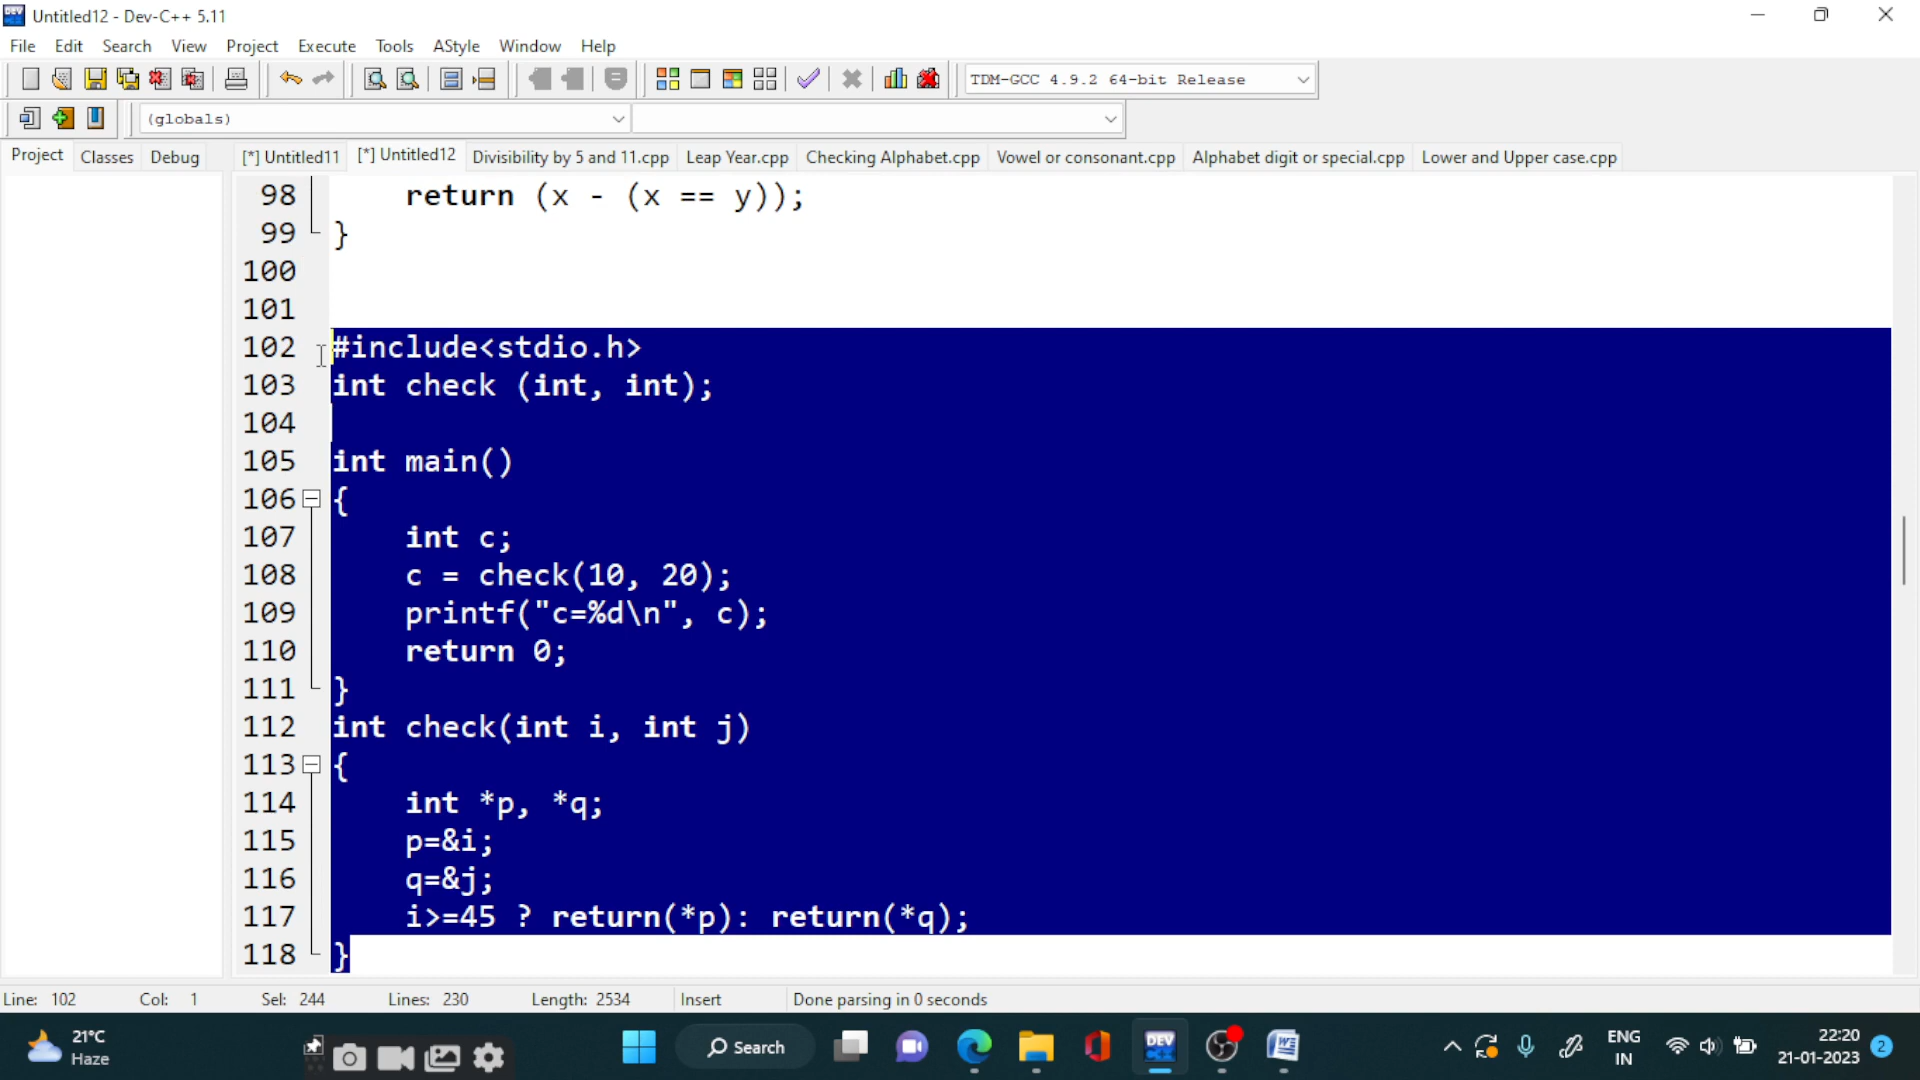 Untitled12 - Dev-C++ 5.11
File Edit Search View Project Execute Tools AStyle Window Help
TDM-GCC 4.9.2 64-bit Release
(globals)
Project Classes Debug [*] Untitled11 [*] Untitled12 Divisibility by 5 and 11.cpp Leap Year.cpp Checking Alphabet.cpp Vowel or consonant.cpp Alphabet digit or special.cpp Lower and Upper case.cpp
98 return (x - (x == y));
99 }
100
101
102 #include<stdio.h>
103 int check (int, int);
104
105 int main()
106 {
107 int c;
108 c = check(10, 20);
109 printf("c=%d\n", c);
110 return 0;
111 }
112 int check(int i, int j)
113 {
114 int *p, *q;
115 p=&i;
116 q=&j;
117 i>=45 ? return(*p): return(*q);
118 }
Line: 102 Col: 1 Sel: 244 Lines: 230 Length: 2534 Insert Done parsing in 0 seconds
21°C
Haze
Search
DEV
ENG
IN
22:20
21-01-2023
2